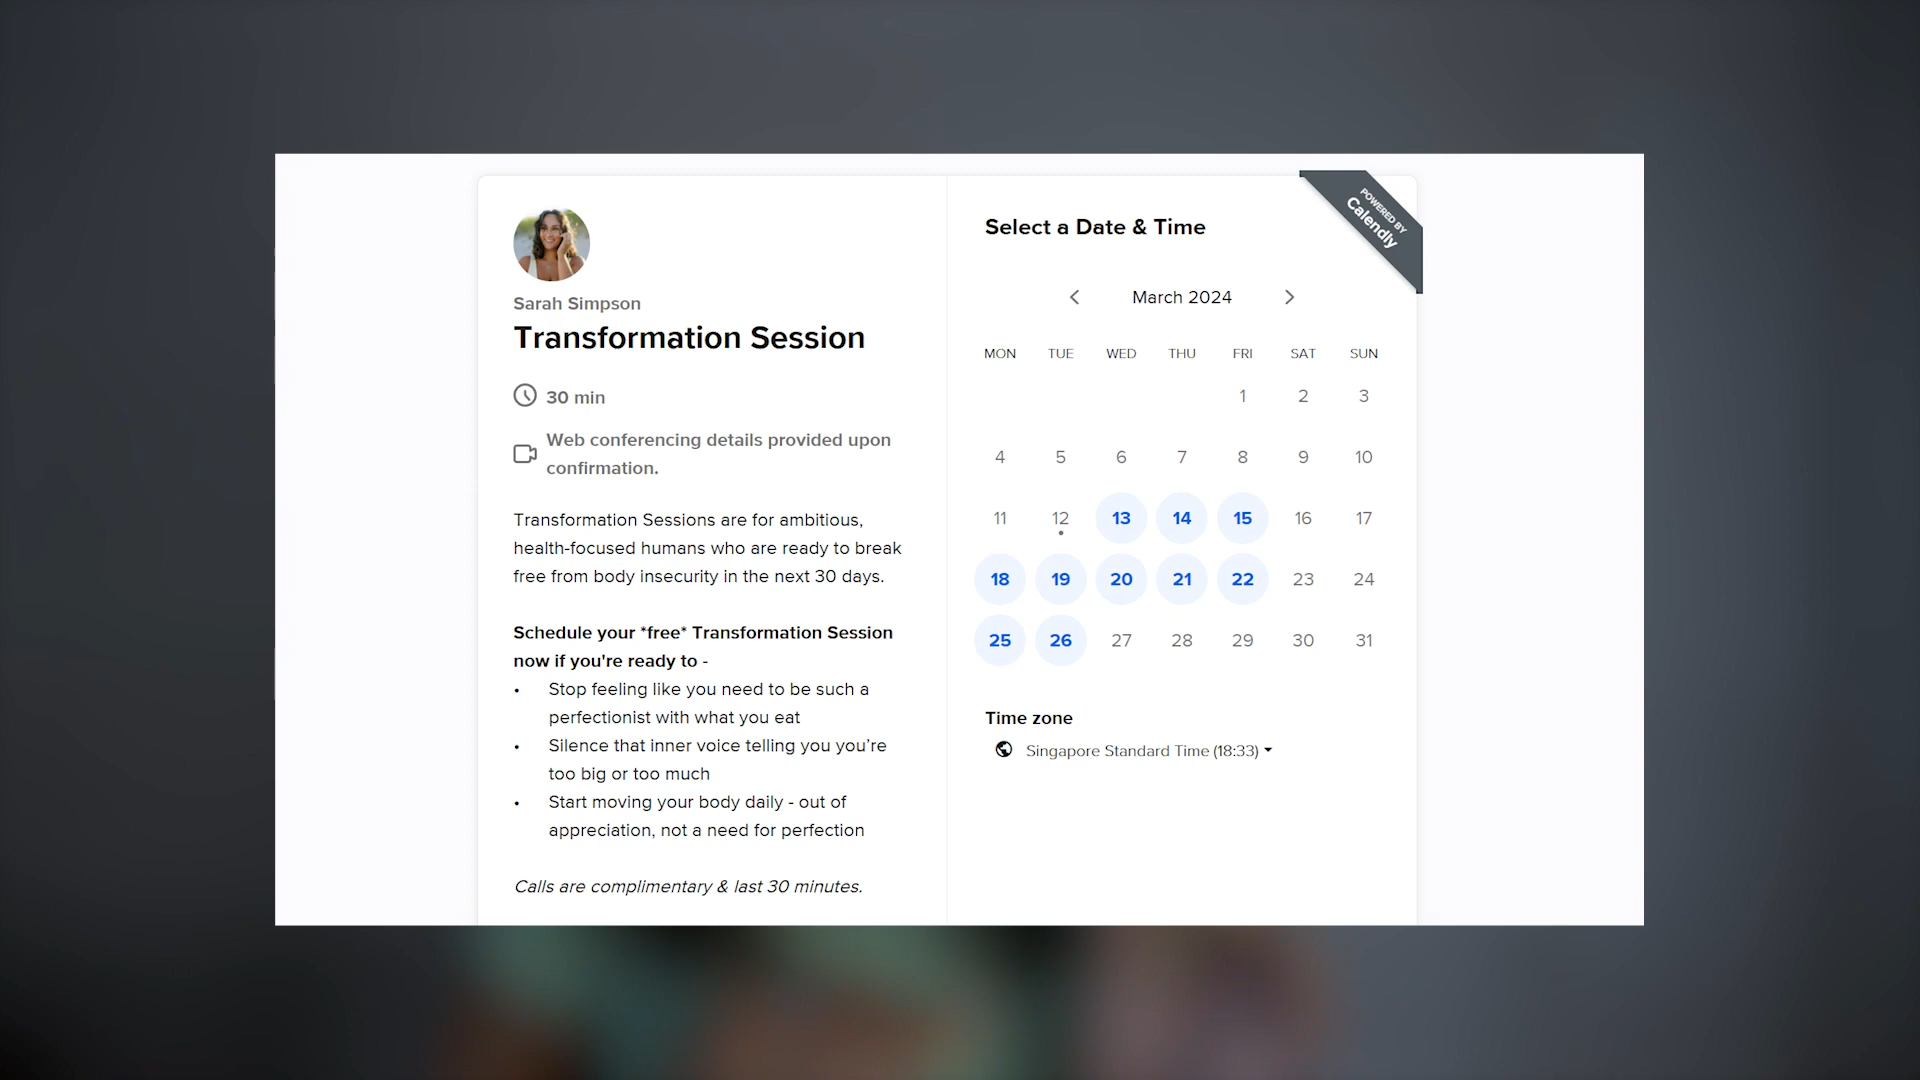 Sarah Simpson
Transformation Session
30 min
Web conferencing details provided upon
confirmation.
Transformation Sessions are for ambitious,
health-focused humans who are ready to break
free from body insecurity in the next 30 days.
Schedule your *free* Transformation Session
now if you're ready to -
• Stop feeling like you need to be such a
perfectionist with what you eat
• Silence that inner voice telling you you’re
too big or too much
• Start moving your body daily - out of
appreciation, not a need for perfection
Calls are complimentary & last 30 minutes.
Select a Date & Time
POWERED BY
Calendly
March 2024
MON TUE WED THU FRI SAT SUN
1 2 3
4 5 6 7 8 9 10
11 12 13 14 15 16 17
18 19 20 21 22 23 24
25 26 27 28 29 30 31
Time zone
Singapore Standard Time (18:33)